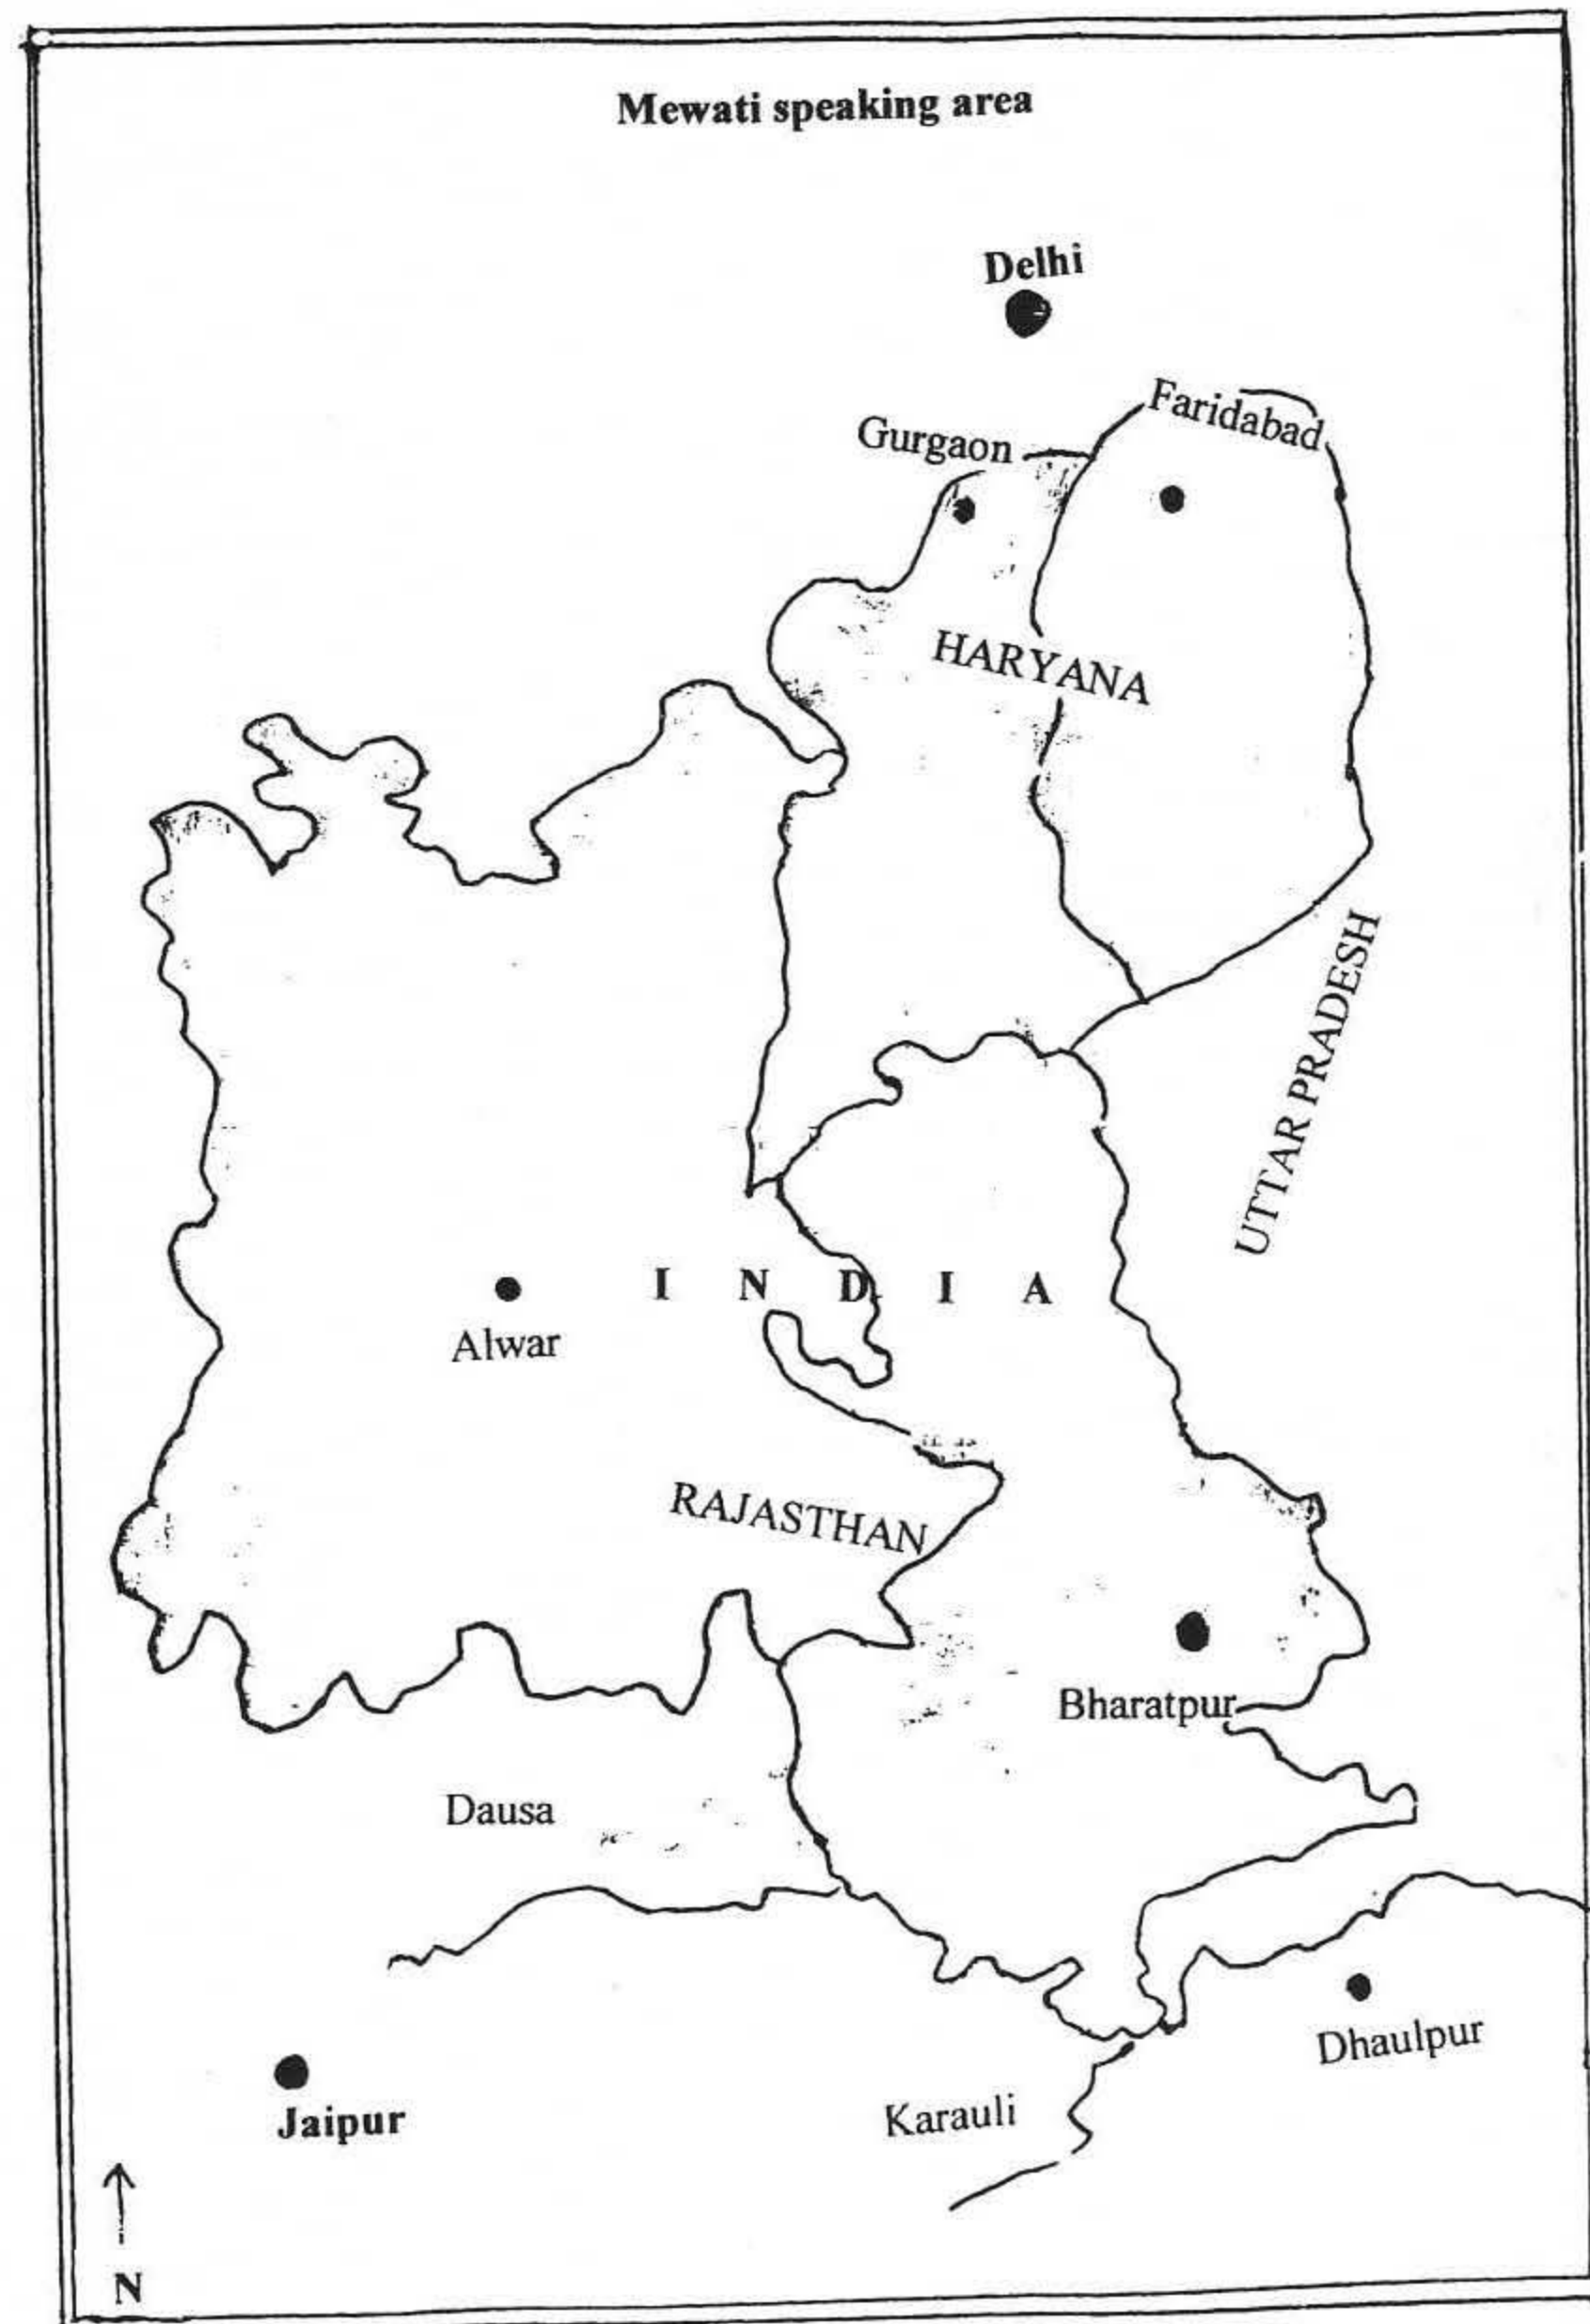 Mewati speaking area
Delhi
Faridabad
Gurgaon
HARYANA
UTTAR PRADESH
I N D I A
Alwar
RAJASTHAN
Bharatpur
Dausa
Dhaulpur
Jaipur
Karauli
N